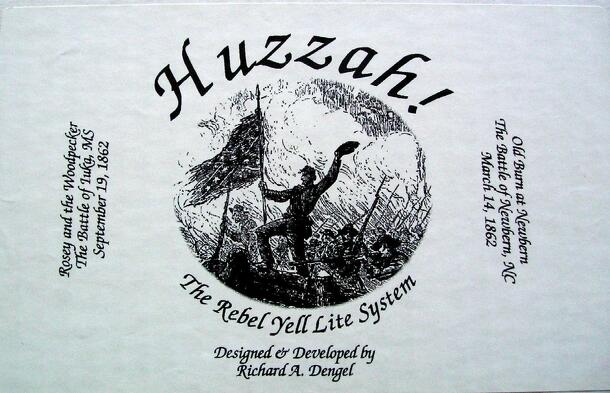 Huzzah!
Rosey and the Woodpecker
The Battle of Iuka, MS
September 19, 1862
Old Burn at Newbern
The Battle of Newbern, NC
March 14, 1862
The Rebel Yell Lite System
Designed & Developed by
Richard A. Dengel